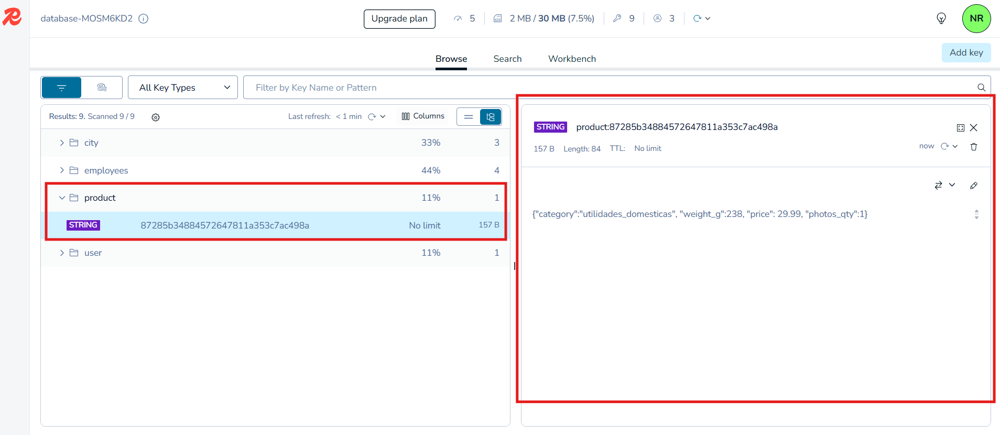 database-MOSM6KD2 Upgrade plan 5 2 MB / 30 MB (7.5%) 9 3 NR
Browse Search Workbench Add key
All Key Types Filter by Key Name or Pattern
Results: 9. Scanned 9 / 9 Last refresh: < 1 min Columns
city 33% 3
employees 44% 4
product 11% 1
STRING 87285b34884572647811a353c7ac498a No limit 157 B
user 11% 1
STRING product:87285b34884572647811a353c7ac498a
157 B Length: 84 TTL: No limit now
{"category":"utilidades_domesticas", "weight_g":238, "price": 29.99, "photos_qty":1}